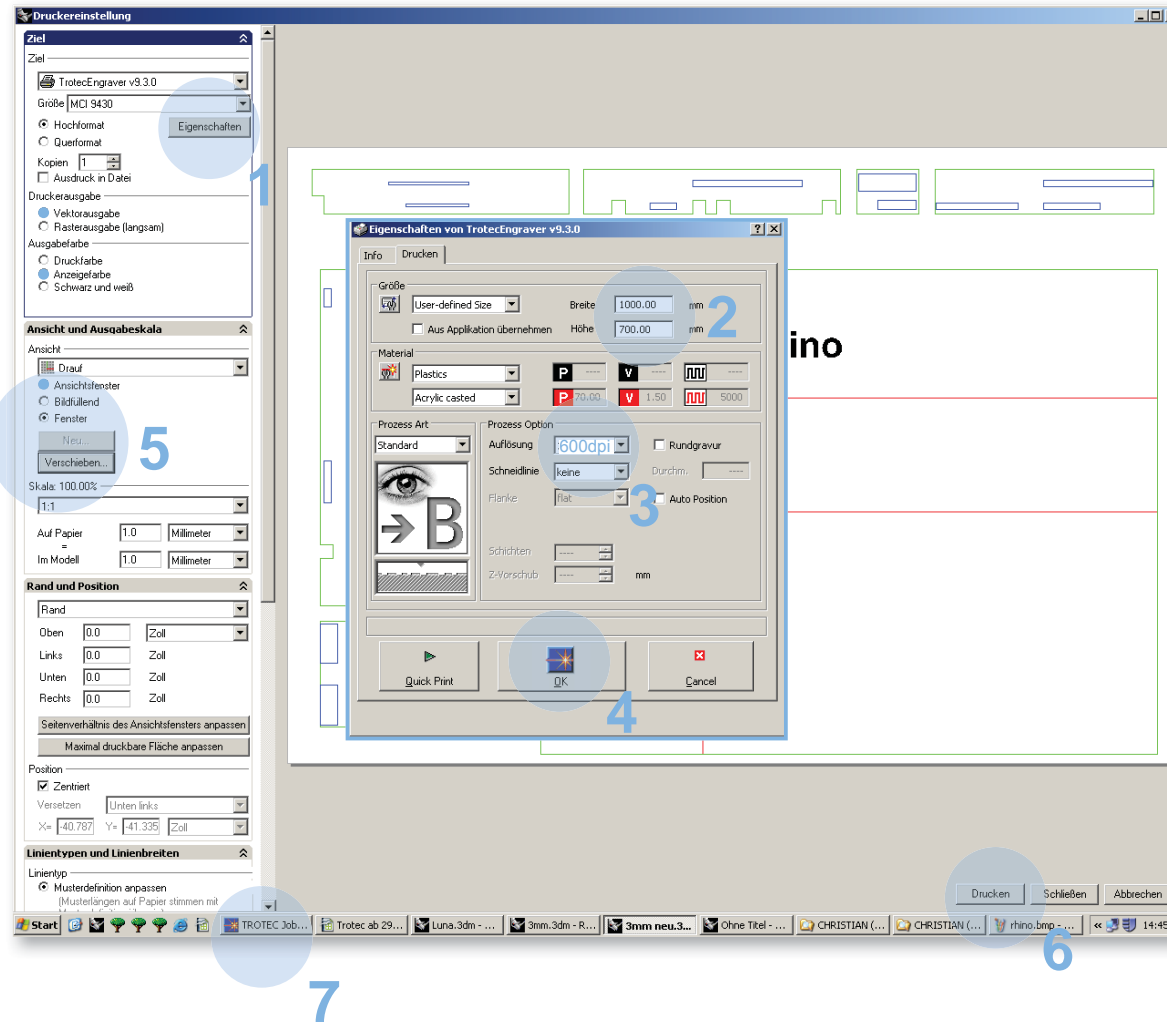 Druckereinstellung
Ziel
Ziel
TrotecEngraver v9.3.0
Größe MCI 9430
Hochformat
Eigenschaften
Querformat
Kopien 1
Ausdruck in Datei
1
Druckerausgabe
Vektorausgabe
Rasterausgabe (langsam)
Ausgabefarbe
Druckfarbe
Anzeigefarbe
Schwarz und weiß
Ansicht und Ausgabeskala
Ansicht
Drauf
Ansichtsfenster
Bildfüllend
Fenster
Neu...
Verschieben...
5
Skala: 100.00%
1:1
Auf Papier 1.0 Millimeter
=
Im Modell 1.0 Millimeter
Rand und Position
Rand
Oben 0.0 Zoll
Links 0.0 Zoll
Unten 0.0 Zoll
Rechts 0.0 Zoll
Seitenverhältnis des Ansichtsfensters anpassen
Maximal druckbare Fläche anpassen
Position
Zentriert
Versetzen Unten links
X= -40.787 Y= -41.335 Zoll
Linientypen und Linienbreiten
Linientyp
Musterdefinition anpassen
(Musterlängen auf Papier stimmen mit
Eigenschaften von TrotecEngraver v9.3.0
Info Drucken
Größe
User-defined Size Breite 1000.00 mm
Aus Applikation übernehmen Höhe 700.00 mm
2
Material
Plastics P ---- V ---- ----
Acrylic casted P 70.00 V 1.50 5000
Prozess Art
Standard
B
Prozess Option
Auflösung 600dpi Rundgravur
Schneidlinie keine Durchm. ----
Flanke flat Auto Position
3
Schichten ----
Z-Vorschub ---- mm
Quick Print OK Cancel
4
ino
Drucken Schließen Abbrechen
Start TROTEC Job... Trotec ab 29... Luna.3dm - ... 3mm.3dm - R... 3mm neu.3... Ohne Titel - ... CHRISTIAN (... CHRISTIAN (... rhino.bmp - ... « 14:45
6
7